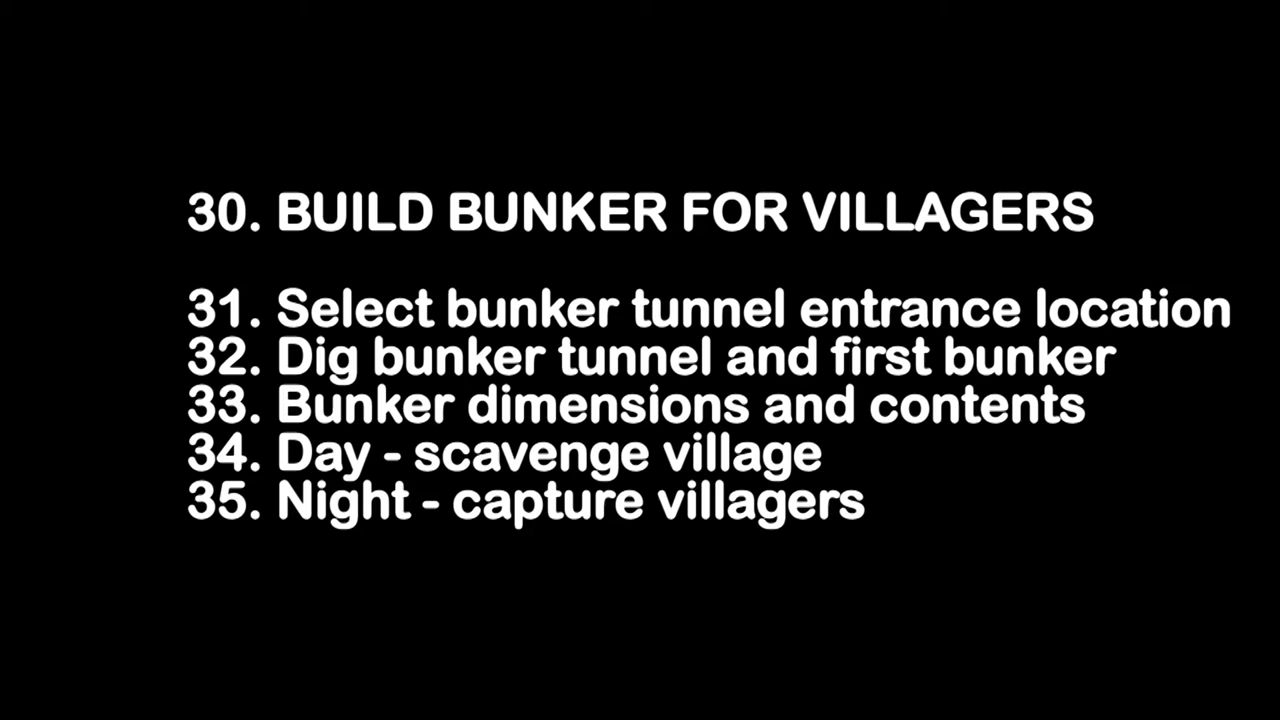 30. BUILD BUNKER FOR VILLAGERS
31. Select bunker tunnel entrance location
32. Dig bunker tunnel and first bunker
33. Bunker dimensions and contents
34. Day - scavenge village
35. Night - capture villagers